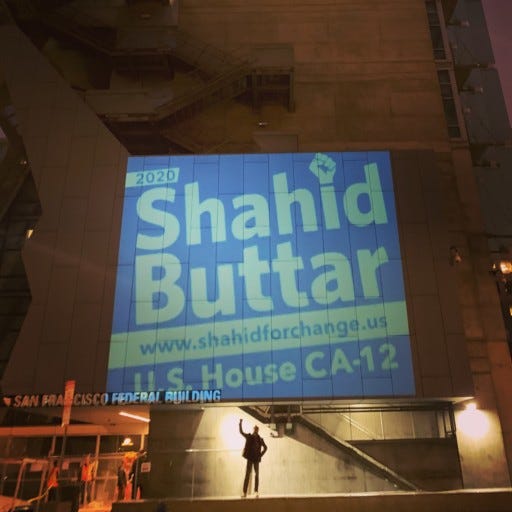 2020
Shahid
Buttar
www.shahidforchange.us
U.S. House CA-12
SAN FRANCISCO FEDERAL BUILDING